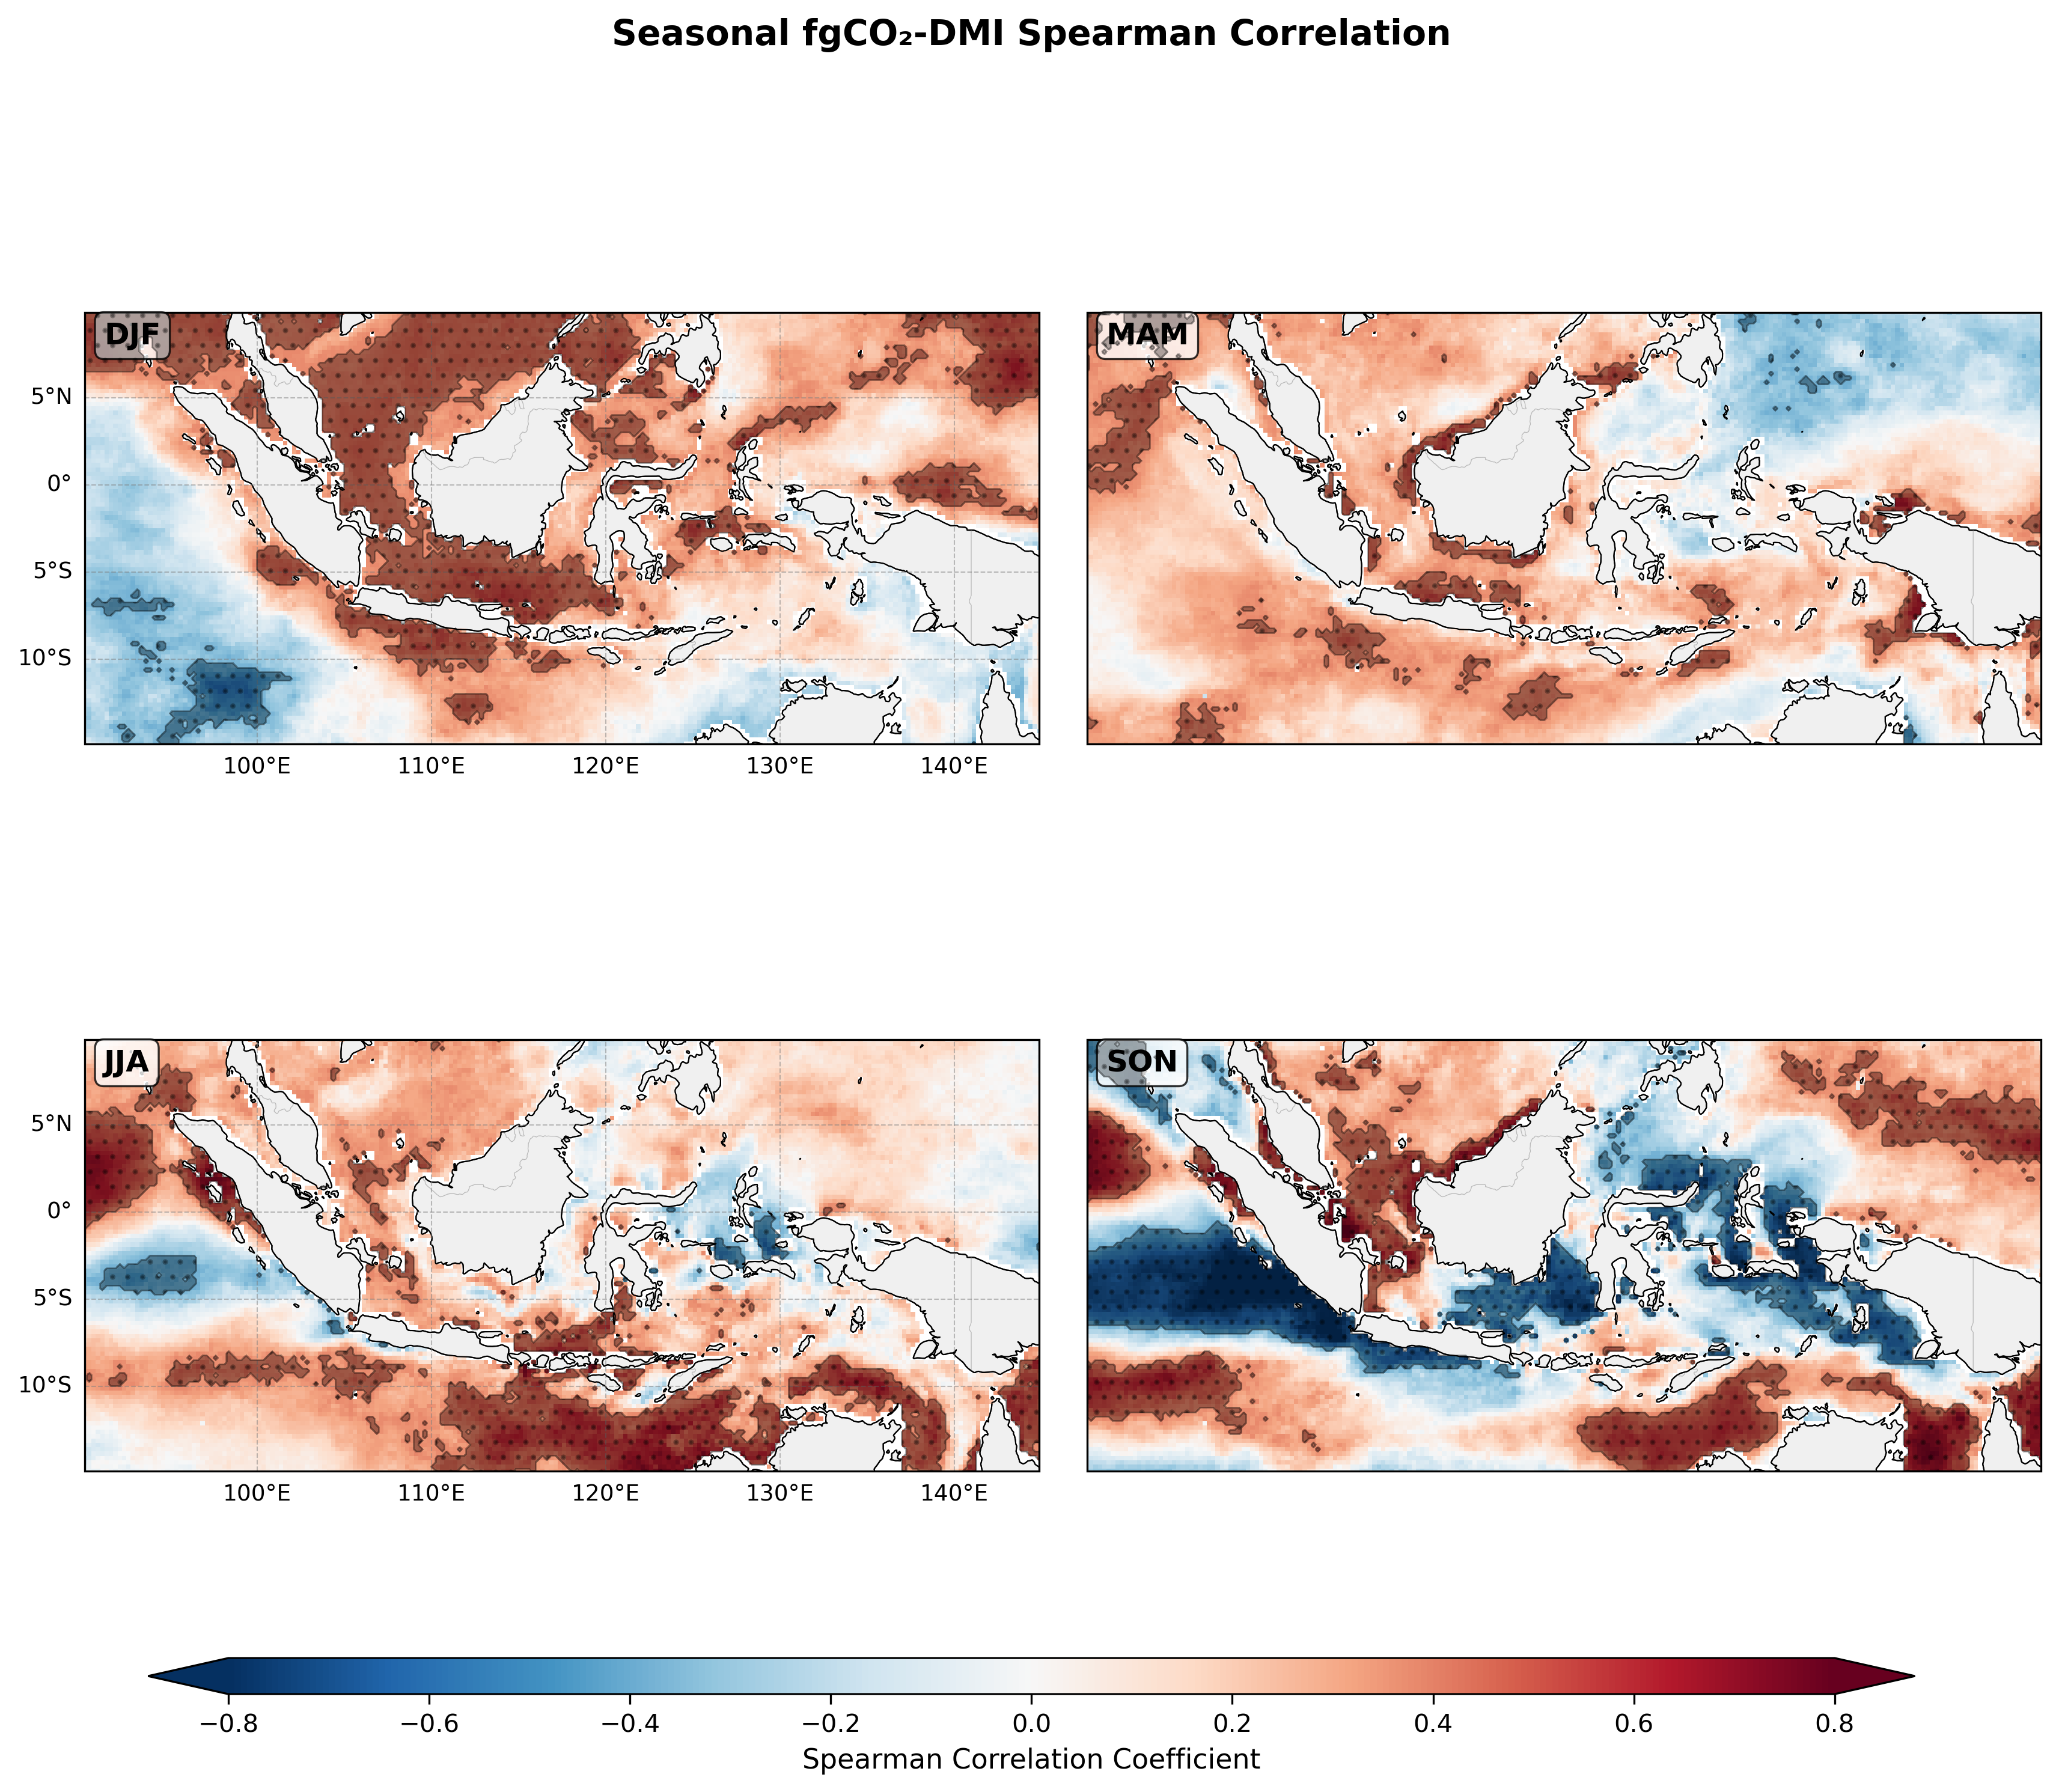 Seasonal fgCO₂-DMI Spearman Correlation
DJF
MAM
5°N
0°
5°S
10°S
100°E 110°E 120°E 130°E 140°E
JJA
SON
5°N
0°
5°S
10°S
100°E 110°E 120°E 130°E 140°E
−0.8 −0.6 −0.4 −0.2 0.0 0.2 0.4 0.6 0.8
Spearman Correlation Coefficient